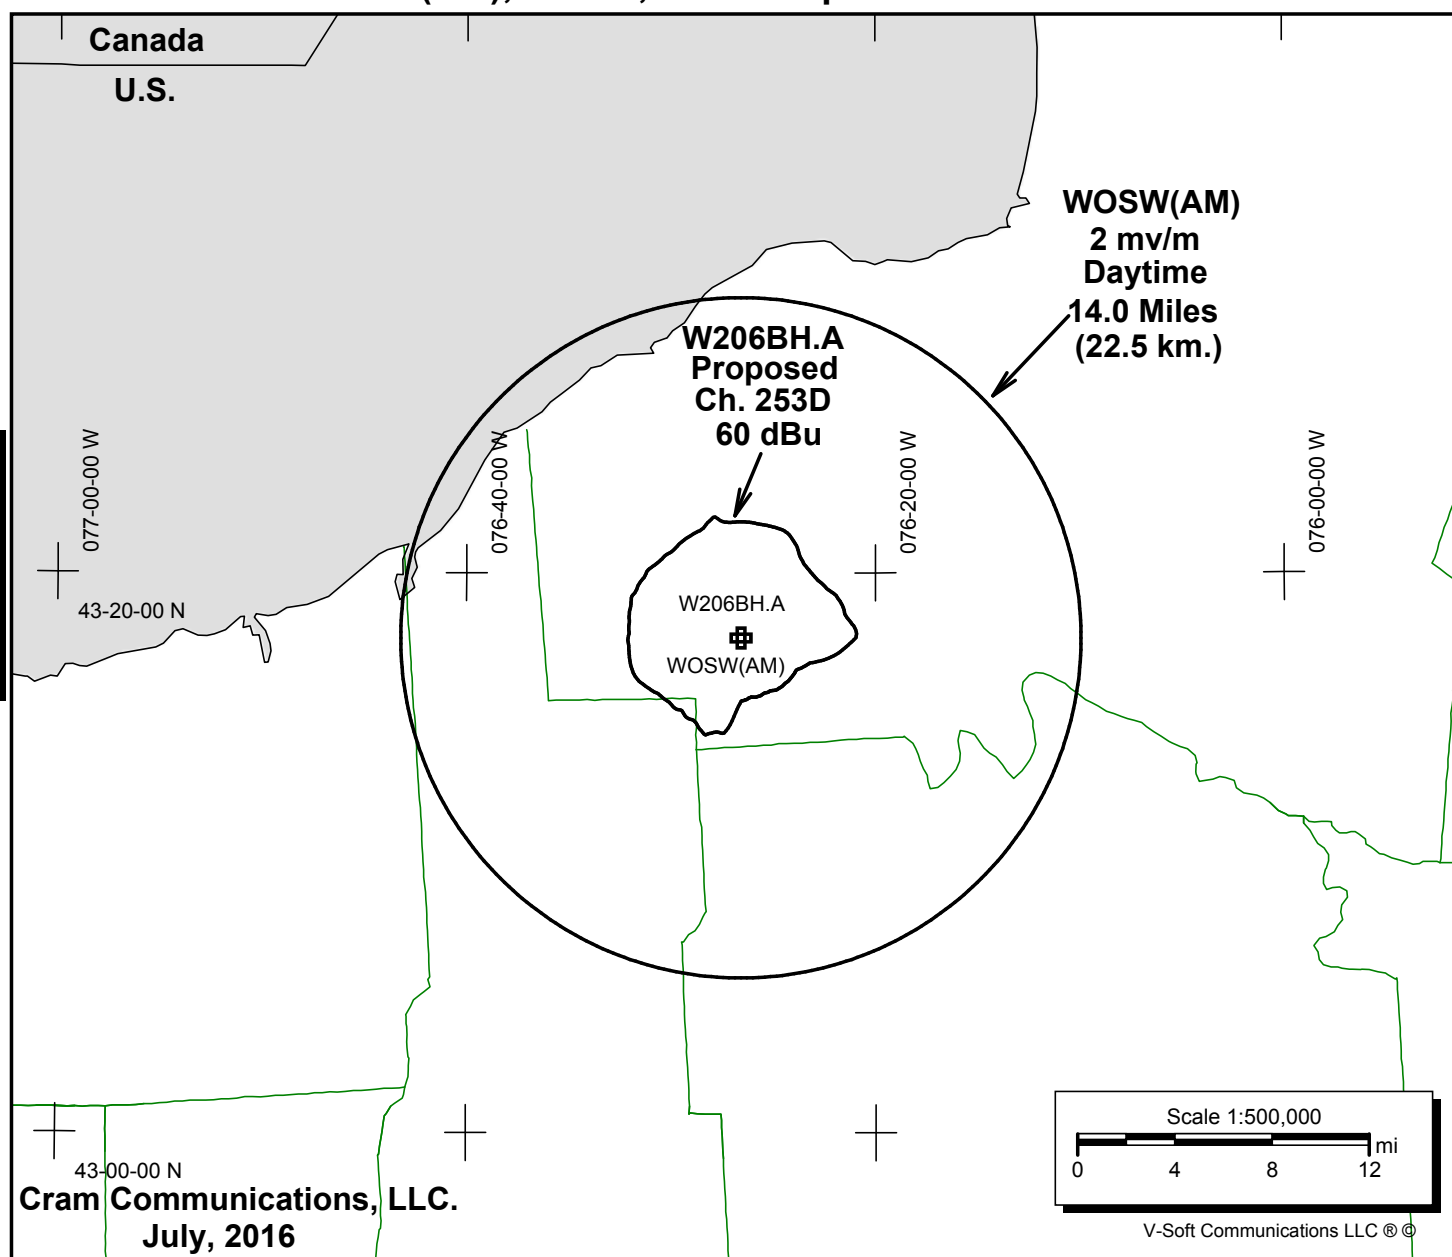 Canada
U.S.
WOSW(AM)
2 mv/m
Daytime
14.0 Miles
(22.5 km.)
W206BH.A
Proposed
Ch. 253D
60 dBu
077-00-00 W
076-40-00 W
076-20-00 W
076-00-00 W
43-20-00 N
W206BH.A
WOSW(AM)
43-00-00 N
Cram Communications, LLC.
July, 2016
Scale 1:500,000
mi
0 4 8 12
V-Soft Communications LLC ® ©